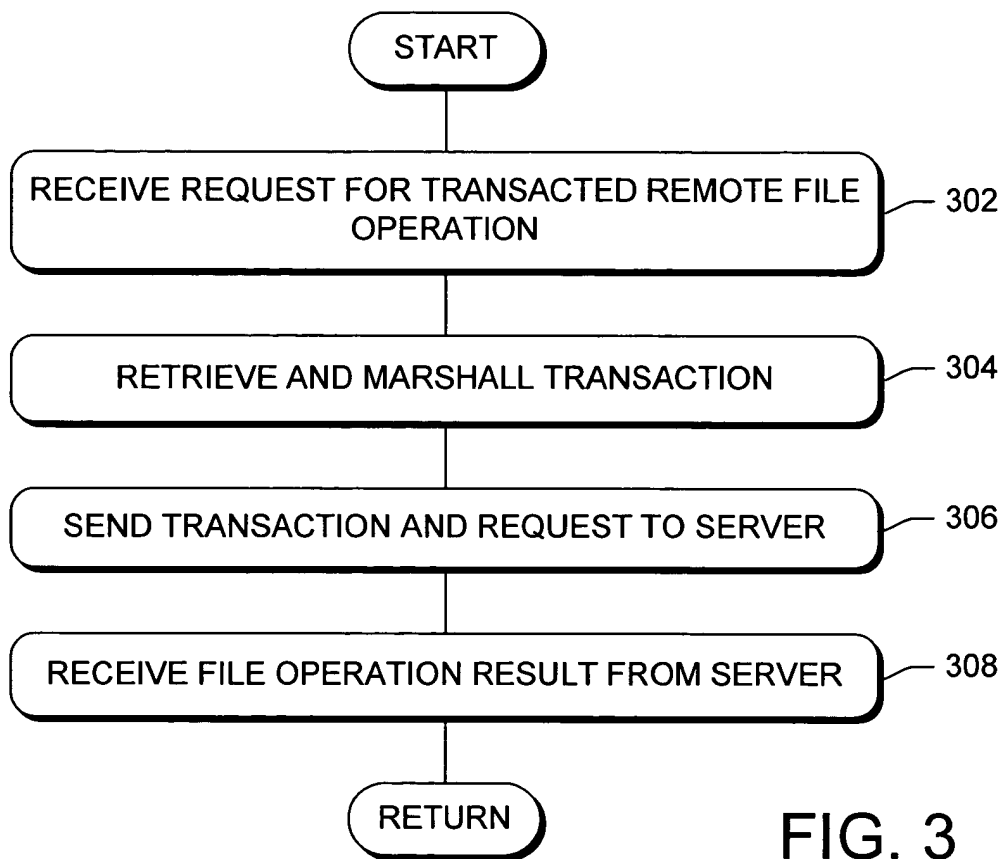 START
RECEIVE REQUEST FOR TRANSACTED REMOTE FILE
OPERATION
302
RETRIEVE AND MARSHALL TRANSACTION
304
SEND TRANSACTION AND REQUEST TO SERVER
306
RECEIVE FILE OPERATION RESULT FROM SERVER
308
RETURN
FIG. 3